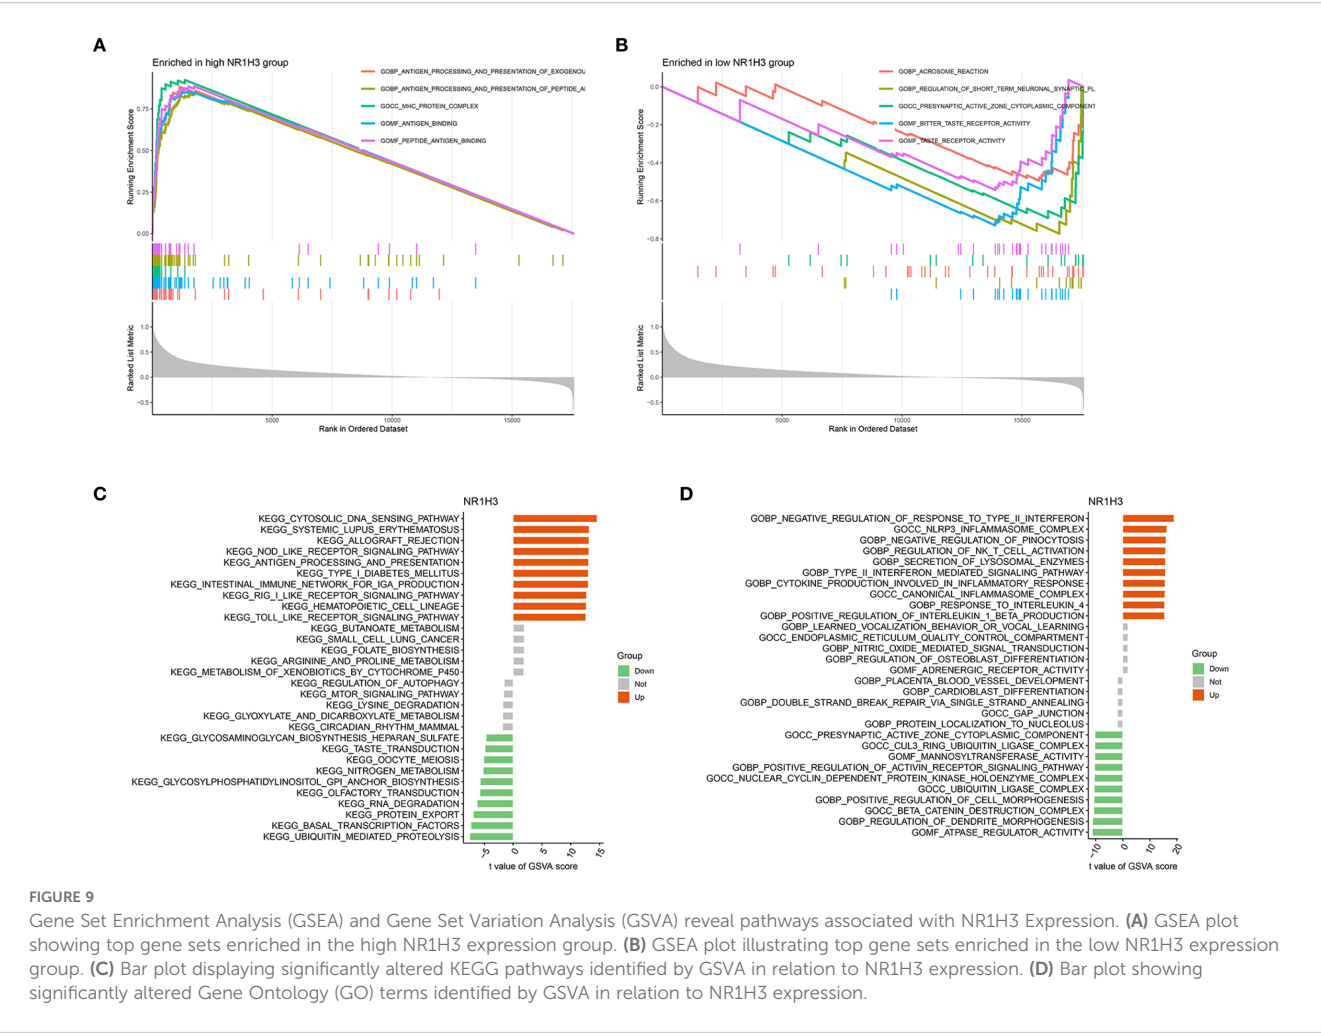 A
Enriched in high NR1H3 group
GOBP_ANTIGEN_PROCESSING_AND_PRESENTATION_OF_EXOGENOU
GOBP_ANTIGEN_PROCESSING_AND_PRESENTATION_OF_PEPTIDE_A
GOCC_MHC_PROTEIN_COMPLEX
GOMF_ANTIGEN_BINDING
GOMF_PEPTIDE_ANTIGEN_BINDING
Running Enrichment Score
0.75
0.50
0.25
0.00
Ranked List Metric
1.0
0.5
0.0
−0.5
5000 10000 15000
Rank in Ordered Dataset
B
Enriched in low NR1H3 group
GOBP_ACROSOME_REACTION
GOBP_REGULATION_OF_SHORT_TERM_NEURONAL_SYNAPTIC_PL
GOCC_PRESYNAPTIC_ACTIVE_ZONE_CYTOPLASMIC_COMPONENT
GOMF_BITTER_TASTE_RECEPTOR_ACTIVITY
GOMF_TASTE_RECEPTOR_ACTIVITY
Running Enrichment Score
0.0
−0.2
−0.4
−0.6
−0.8
Ranked List Metric
1.0
0.5
0.0
−0.5
5000 10000 15000
Rank in Ordered Dataset
C
NR1H3
KEGG_CYTOSOLIC_DNA_SENSING_PATHWAY
KEGG_SYSTEMIC_LUPUS_ERYTHEMATOSUS
KEGG_ALLOGRAFT_REJECTION
KEGG_NOD_LIKE_RECEPTOR_SIGNALING_PATHWAY
KEGG_ANTIGEN_PROCESSING_AND_PRESENTATION
KEGG_TYPE_I_DIABETES_MELLITUS
KEGG_INTESTINAL_IMMUNE_NETWORK_FOR_IGA_PRODUCTION
KEGG_RIG_I_LIKE_RECEPTOR_SIGNALING_PATHWAY
KEGG_HEMATOPOIETIC_CELL_LINEAGE
KEGG_TOLL_LIKE_RECEPTOR_SIGNALING_PATHWAY
KEGG_BUTANOATE_METABOLISM
KEGG_SMALL_CELL_LUNG_CANCER
KEGG_FOLATE_BIOSYNTHESIS
KEGG_ARGININE_AND_PROLINE_METABOLISM
KEGG_METABOLISM_OF_XENOBIOTICS_BY_CYTOCHROME_P450
KEGG_REGULATION_OF_AUTOPHAGY
KEGG_MTOR_SIGNALING_PATHWAY
KEGG_LYSINE_DEGRADATION
KEGG_GLYOXYLATE_AND_DICARBOXYLATE_METABOLISM
KEGG_CIRCADIAN_RHYTHM_MAMMAL
KEGG_GLYCOSAMINOGLYCAN_BIOSYNTHESIS_HEPARAN_SULFATE
KEGG_TASTE_TRANSDUCTION
KEGG_OOCYTE_MEIOSIS
KEGG_NITROGEN_METABOLISM
KEGG_GLYCOSYLPHOSPHATIDYLINOSITOL_GPI_ANCHOR_BIOSYNTHESIS
KEGG_OLFACTORY_TRANSDUCTION
KEGG_RNA_DEGRADATION
KEGG_PROTEIN_EXPORT
KEGG_BASAL_TRANSCRIPTION_FACTORS
KEGG_UBIQUITIN_MEDIATED_PROTEOLYSIS
−5 0 5 10 15
t value of GSVA score
Group
Down
Not
Up
D
NR1H3
GOBP_NEGATIVE_REGULATION_OF_RESPONSE_TO_TYPE_II_INTERFERON
GOCC_NLRP3_INFLAMMASOME_COMPLEX
GOBP_NEGATIVE_REGULATION_OF_PINOCYTOSIS
GOBP_REGULATION_OF_NK_T_CELL_ACTIVATION
GOBP_SECRETION_OF_LYSOSOMAL_ENZYMES
GOBP_TYPE_II_INTERFERON_MEDIATED_SIGNALING_PATHWAY
GOBP_CYTOKINE_PRODUCTION_INVOLVED_IN_INFLAMMATORY_RESPONSE
GOCC_CANONICAL_INFLAMMASOME_COMPLEX
GOBP_RESPONSE_TO_INTERLEUKIN_4
GOBP_POSITIVE_REGULATION_OF_INTERLEUKIN_1_BETA_PRODUCTION
GOBP_LEARNED_VOCALIZATION_BEHAVIOR_OR_VOCAL_LEARNING
GOCC_ENDOPLASMIC_RETICULUM_QUALITY_CONTROL_COMPARTMENT
GOBP_NITRIC_OXIDE_MEDIATED_SIGNAL_TRANSDUCTION
GOBP_REGULATION_OF_OSTEOBLAST_DIFFERENTIATION
GOMF_ADRENERGIC_RECEPTOR_ACTIVITY
GOBP_PLACENTA_BLOOD_VESSEL_DEVELOPMENT
GOBP_CARDIOBLAST_DIFFERENTIATION
GOBP_DOUBLE_STRAND_BREAK_REPAIR_VIA_SINGLE_STRAND_ANNEALING
GOCC_GAP_JUNCTION
GOBP_PROTEIN_LOCALIZATION_TO_NUCLEOLUS
GOCC_PRESYNAPTIC_ACTIVE_ZONE_CYTOPLASMIC_COMPONENT
GOCC_CUL3_RING_UBIQUITIN_LIGASE_COMPLEX
GOMF_MANNOSYLTRANSFERASE_ACTIVITY
GOBP_POSITIVE_REGULATION_OF_ACTIVIN_RECEPTOR_SIGNALING_PATHWAY
GOCC_NUCLEAR_CYCLIN_DEPENDENT_PROTEIN_KINASE_HOLOENZYME_COMPLEX
GOCC_UBIQUITIN_LIGASE_COMPLEX
GOBP_POSITIVE_REGULATION_OF_CELL_MORPHOGENESIS
GOCC_BETA_CATENIN_DESTRUCTION_COMPLEX
GOBP_REGULATION_OF_DENDRITE_MORPHOGENESIS
GOMF_ATPASE_REGULATOR_ACTIVITY
−10 0 10 20
t value of GSVA score
Group
Down
Not
Up
FIGURE 9
Gene Set Enrichment Analysis (GSEA) and Gene Set Variation Analysis (GSVA) reveal pathways associated with NR1H3 Expression. (A) GSEA plot
showing top gene sets enriched in the high NR1H3 expression group. (B) GSEA plot illustrating top gene sets enriched in the low NR1H3 expression
group. (C) Bar plot displaying significantly altered KEGG pathways identified by GSVA in relation to NR1H3 expression. (D) Bar plot showing
significantly altered Gene Ontology (GO) terms identified by GSVA in relation to NR1H3 expression.